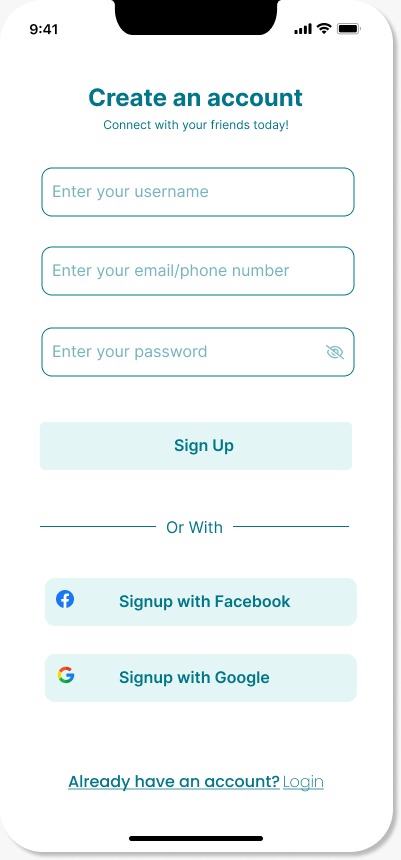 9:41
Create an account
Connect with your friends today!
Enter your username
Enter your email/phone number
Enter your password
Sign Up
Or With
Signup with Facebook
Signup with Google
Already have an account? Login